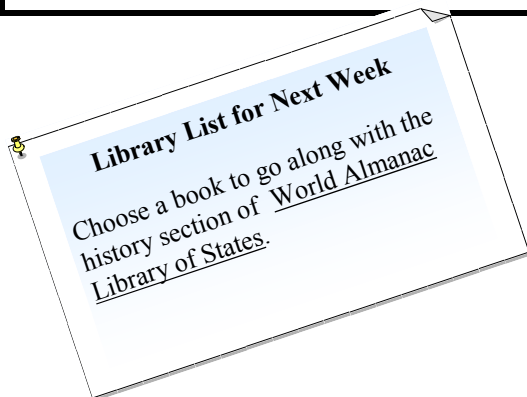 Library List for Next Week
Choose a book to go along with the
history section of World Almanac
Library of States.